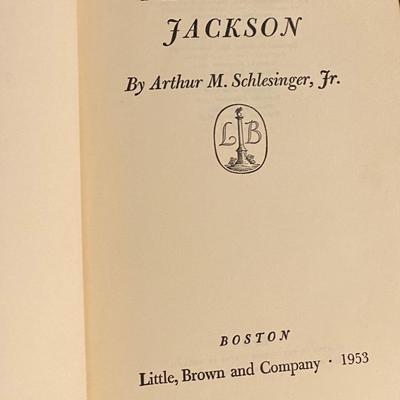 JACKSON
By Arthur M. Schlesinger, Jr.
L B
BOSTON
Little, Brown and Company · 1953